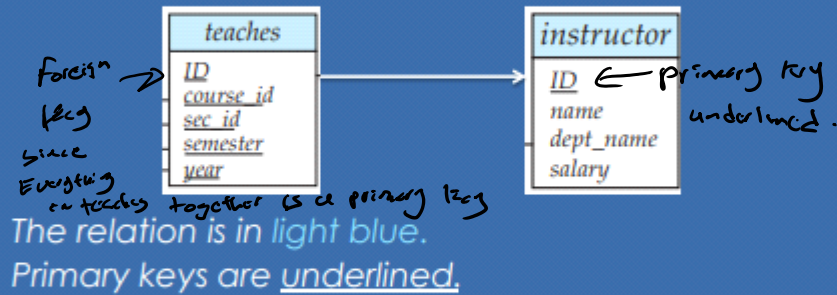 teaches
ID
course_id
sec_id
semester
year
instructor
ID
name
dept_name
salary
Foreign
key
since
Everything
in teaches together is a primary key
primary key
underlined.
The relation is in light blue.
Primary keys are underlined.